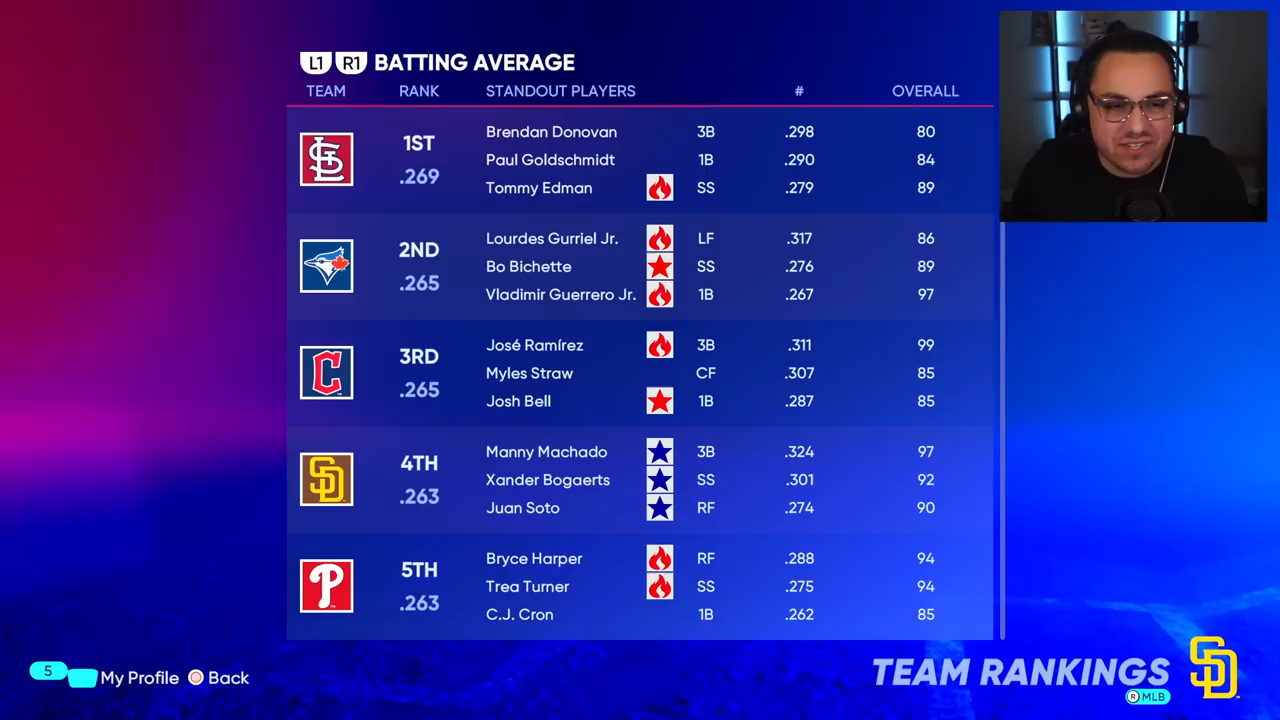 L1 R1 BATTING AVERAGE
TEAM RANK STANDOUT PLAYERS # OVERALL
1ST
.269
Brendan Donovan 3B .298 80
Paul Goldschmidt 1B .290 84
Tommy Edman SS .279 89
2ND
.265
Lourdes Gurriel Jr. LF .317 86
Bo Bichette SS .276 89
Vladimir Guerrero Jr. 1B .267 97
3RD
.265
José Ramírez 3B .311 99
Myles Straw CF .307 85
Josh Bell 1B .287 85
4TH
.263
Manny Machado 3B .324 97
Xander Bogaerts SS .301 92
Juan Soto RF .274 90
5TH
.263
Bryce Harper RF .288 94
Trea Turner SS .275 94
C.J. Cron 1B .262 85
5 My Profile Back
TEAM RANKINGS
R MLB